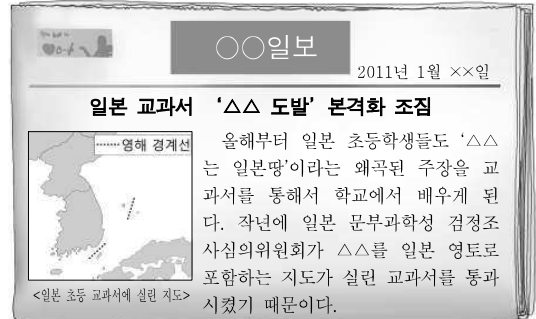 ○○일보
2011년 1월 ××일
일본 교과서 ‘△△ 도발’ 본격화 조짐
영해 경계선
올해부터 일본 초등학생들도 ‘△△
는 일본땅’이라는 왜곡된 주장을 교
과서를 통해서 학교에서 배우게 된
다. 작년에 일본 문부과학성 검정조
사심의위원회가 △△를 일본 영토로
포함하는 지도가 실린 교과서를 통과
시켰기 때문이다.
<일본 초등 교과서에 실린 지도>